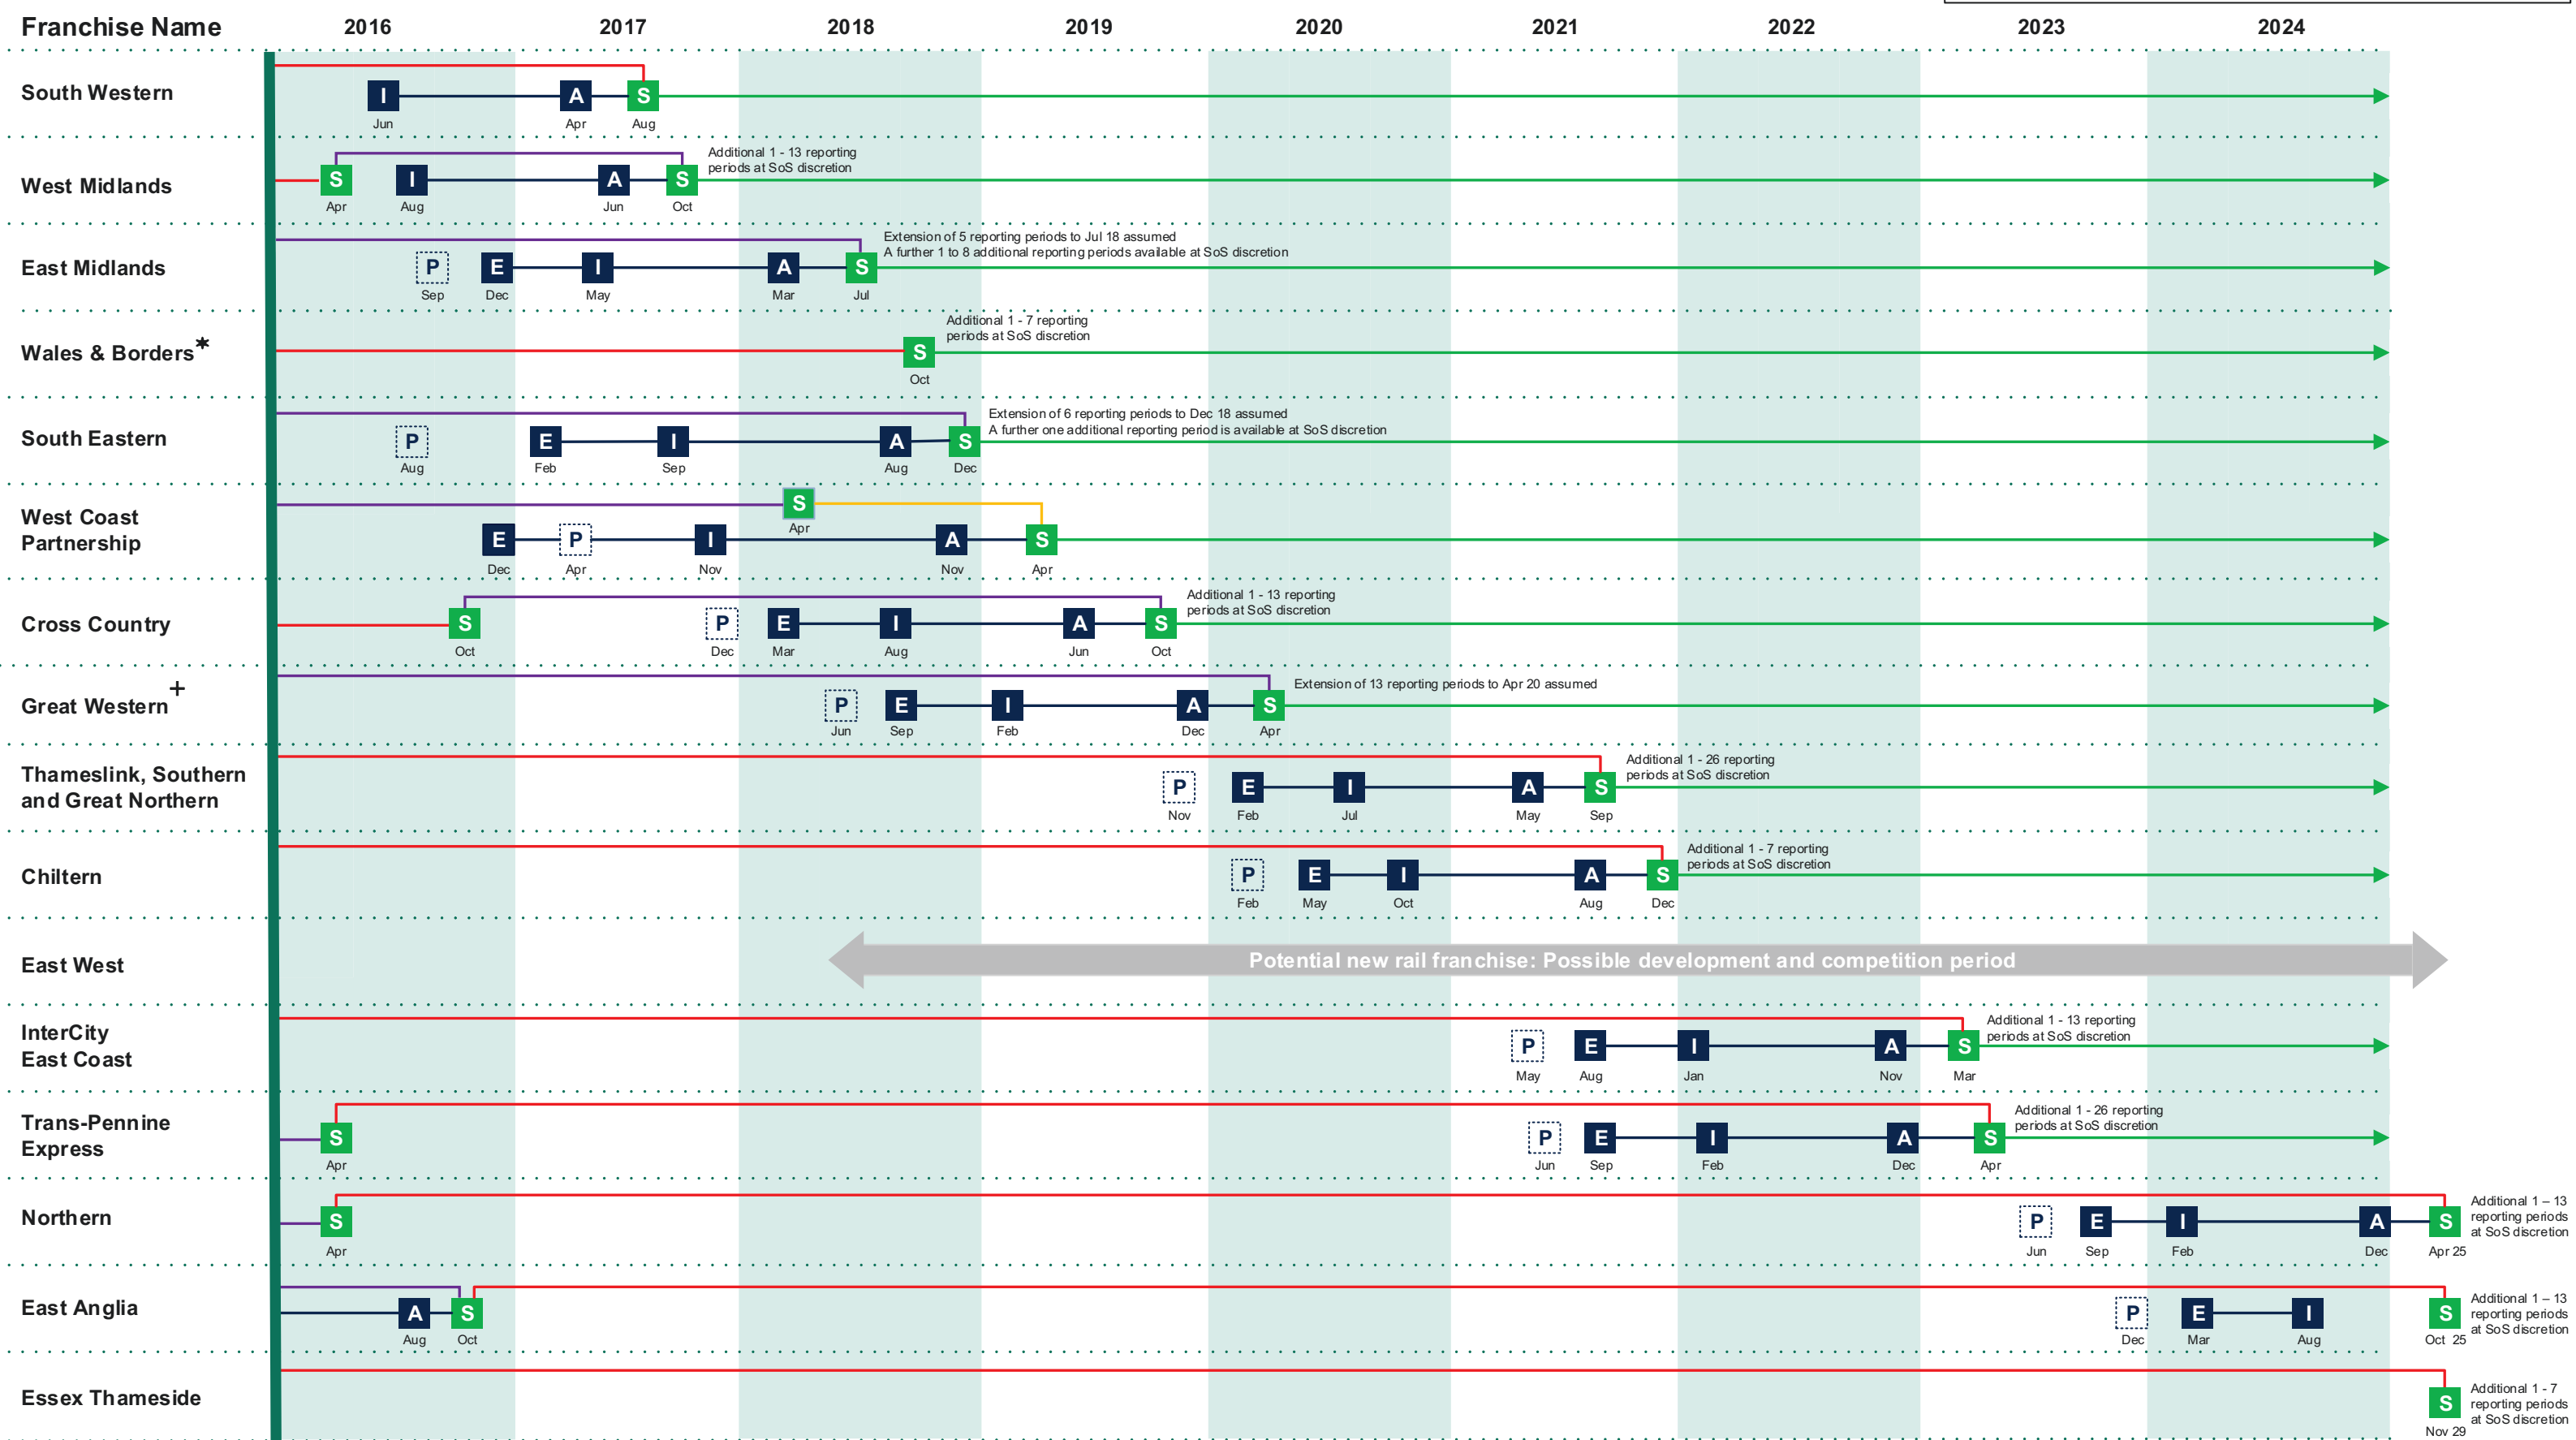 Franchise Name 2016 2017 2018 2019 2020 2021 2022 2023 2024
South Western
I A S
Jun Apr Aug
West Midlands
Additional 1 - 13 reporting
periods at SoS discretion
S I A S
Apr Aug Jun Oct
East Midlands
Extension of 5 reporting periods to Jul 18 assumed
A further 1 to 8 additional reporting periods available at SoS discretion
P E I A S
Sep Dec May Mar Jul
Wales & Borders*
Additional 1 - 7 reporting
periods at SoS discretion
S
Oct
South Eastern
Extension of 6 reporting periods to Dec 18 assumed
A further one additional reporting period is available at SoS discretion
P E I A S
Aug Feb Sep Aug Dec
West Coast
Partnership
S
Apr
E P I A S
Dec Apr Nov Nov Apr
Cross Country
Additional 1 - 13 reporting
periods at SoS discretion
S P E I A S
Oct Dec Mar Aug Jun Oct
Great Western+
Extension of 13 reporting periods to Apr 20 assumed
P E I A S
Jun Sep Feb Dec Apr
Thameslink, Southern
and Great Northern
Additional 1 - 26 reporting
periods at SoS discretion
P E I A S
Nov Feb Jul May Sep
Chiltern
Additional 1 - 7 reporting
periods at SoS discretion
P E I A S
Feb May Oct Aug Dec
East West
Potential new rail franchise: Possible development and competition period
InterCity
East Coast
Additional 1 - 13 reporting
periods at SoS discretion
P E I A S
May Aug Jan Nov Mar
Trans-Pennine
Express
Additional 1 - 26 reporting
periods at SoS discretion
S P E I A S
Apr Jun Sep Feb Dec Apr
Northern
S P E I A S
Apr Jun Sep Feb Dec Apr 25
Additional 1 – 13
reporting periods
at SoS discretion
East Anglia
A S P E I S
Aug Oct Dec Mar Aug Oct 25
Additional 1 – 13
reporting periods
at SoS discretion
Essex Thameside
S
Nov 29
Additional 1 - 7
reporting periods
at SoS discretion